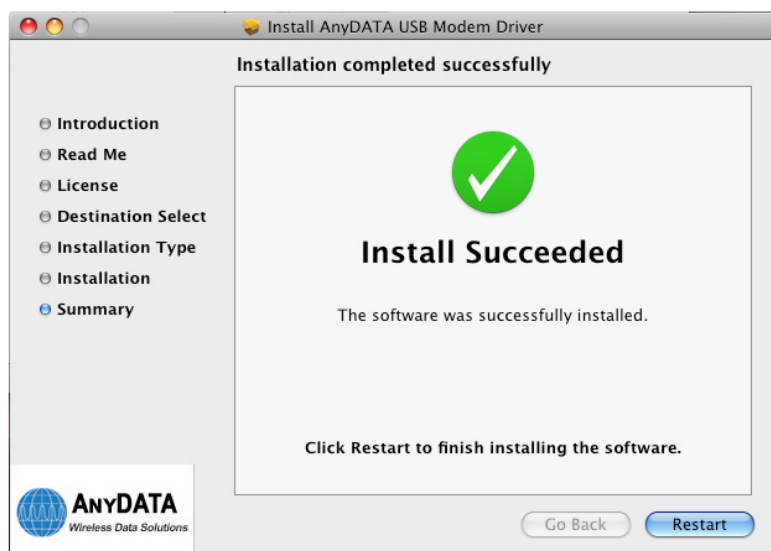 Install AnyDATA USB Modem Driver
Installation completed successfully
Introduction
Read Me
License
Destination Select
Installation Type
Installation
Summary
Install Succeeded
The software was successfully installed.
Click Restart to finish installing the software.
ANYDATA
Wireless Data Solutions
Go Back
Restart